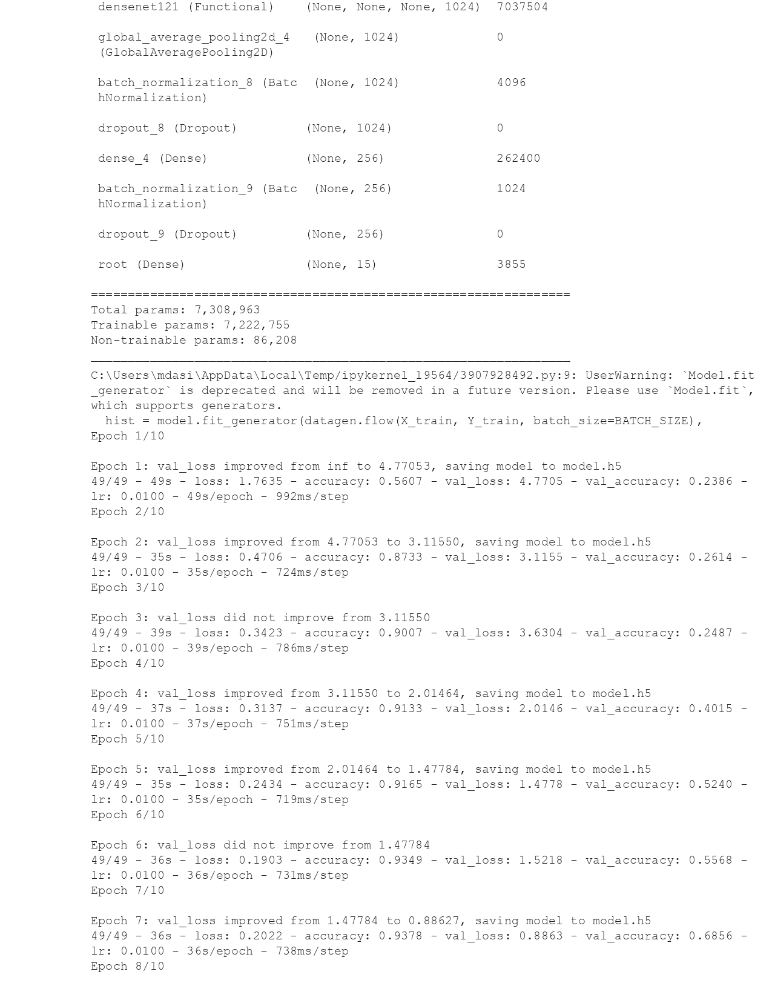 densenet121 (Functional) (None, None, None, 1024) 7037504
global_average_pooling2d_4 (None, 1024) 0
(GlobalAveragePooling2D)
batch_normalization_8 (Batc (None, 1024) 4096
hNormalization)
dropout_8 (Dropout) (None, 1024) 0
dense_4 (Dense) (None, 256) 262400
batch_normalization_9 (Batc (None, 256) 1024
hNormalization)
dropout_9 (Dropout) (None, 256) 0
root (Dense) (None, 15) 3855
=================================================================
Total params: 7,308,963
Trainable params: 7,222,755
Non-trainable params: 86,208
_________________________________________________________________
C:\Users\mdasi\AppData\Local\Temp/ipykernel_19564/3907928492.py:9: UserWarning: `Model.fit
_generator` is deprecated and will be removed in a future version. Please use `Model.fit`,
which supports generators.
hist = model.fit_generator(datagen.flow(X_train, Y_train, batch_size=BATCH_SIZE),
Epoch 1/10
Epoch 1: val_loss improved from inf to 4.77053, saving model to model.h5
49/49 - 49s - loss: 1.7635 - accuracy: 0.5607 - val_loss: 4.7705 - val_accuracy: 0.2386 -
lr: 0.0100 - 49s/epoch - 992ms/step
Epoch 2/10
Epoch 2: val_loss improved from 4.77053 to 3.11550, saving model to model.h5
49/49 - 35s - loss: 0.4706 - accuracy: 0.8733 - val_loss: 3.1155 - val_accuracy: 0.2614 -
lr: 0.0100 - 35s/epoch - 724ms/step
Epoch 3/10
Epoch 3: val_loss did not improve from 3.11550
49/49 - 39s - loss: 0.3423 - accuracy: 0.9007 - val_loss: 3.6304 - val_accuracy: 0.2487 -
lr: 0.0100 - 39s/epoch - 786ms/step
Epoch 4/10
Epoch 4: val_loss improved from 3.11550 to 2.01464, saving model to model.h5
49/49 - 37s - loss: 0.3137 - accuracy: 0.9133 - val_loss: 2.0146 - val_accuracy: 0.4015 -
lr: 0.0100 - 37s/epoch - 751ms/step
Epoch 5/10
Epoch 5: val_loss improved from 2.01464 to 1.47784, saving model to model.h5
49/49 - 35s - loss: 0.2434 - accuracy: 0.9165 - val_loss: 1.4778 - val_accuracy: 0.5240 -
lr: 0.0100 - 35s/epoch - 719ms/step
Epoch 6/10
Epoch 6: val_loss did not improve from 1.47784
49/49 - 36s - loss: 0.1903 - accuracy: 0.9349 - val_loss: 1.5218 - val_accuracy: 0.5568 -
lr: 0.0100 - 36s/epoch - 731ms/step
Epoch 7/10
Epoch 7: val_loss improved from 1.47784 to 0.88627, saving model to model.h5
49/49 - 36s - loss: 0.2022 - accuracy: 0.9378 - val_loss: 0.8863 - val_accuracy: 0.6856 -
lr: 0.0100 - 36s/epoch - 738ms/step
Epoch 8/10